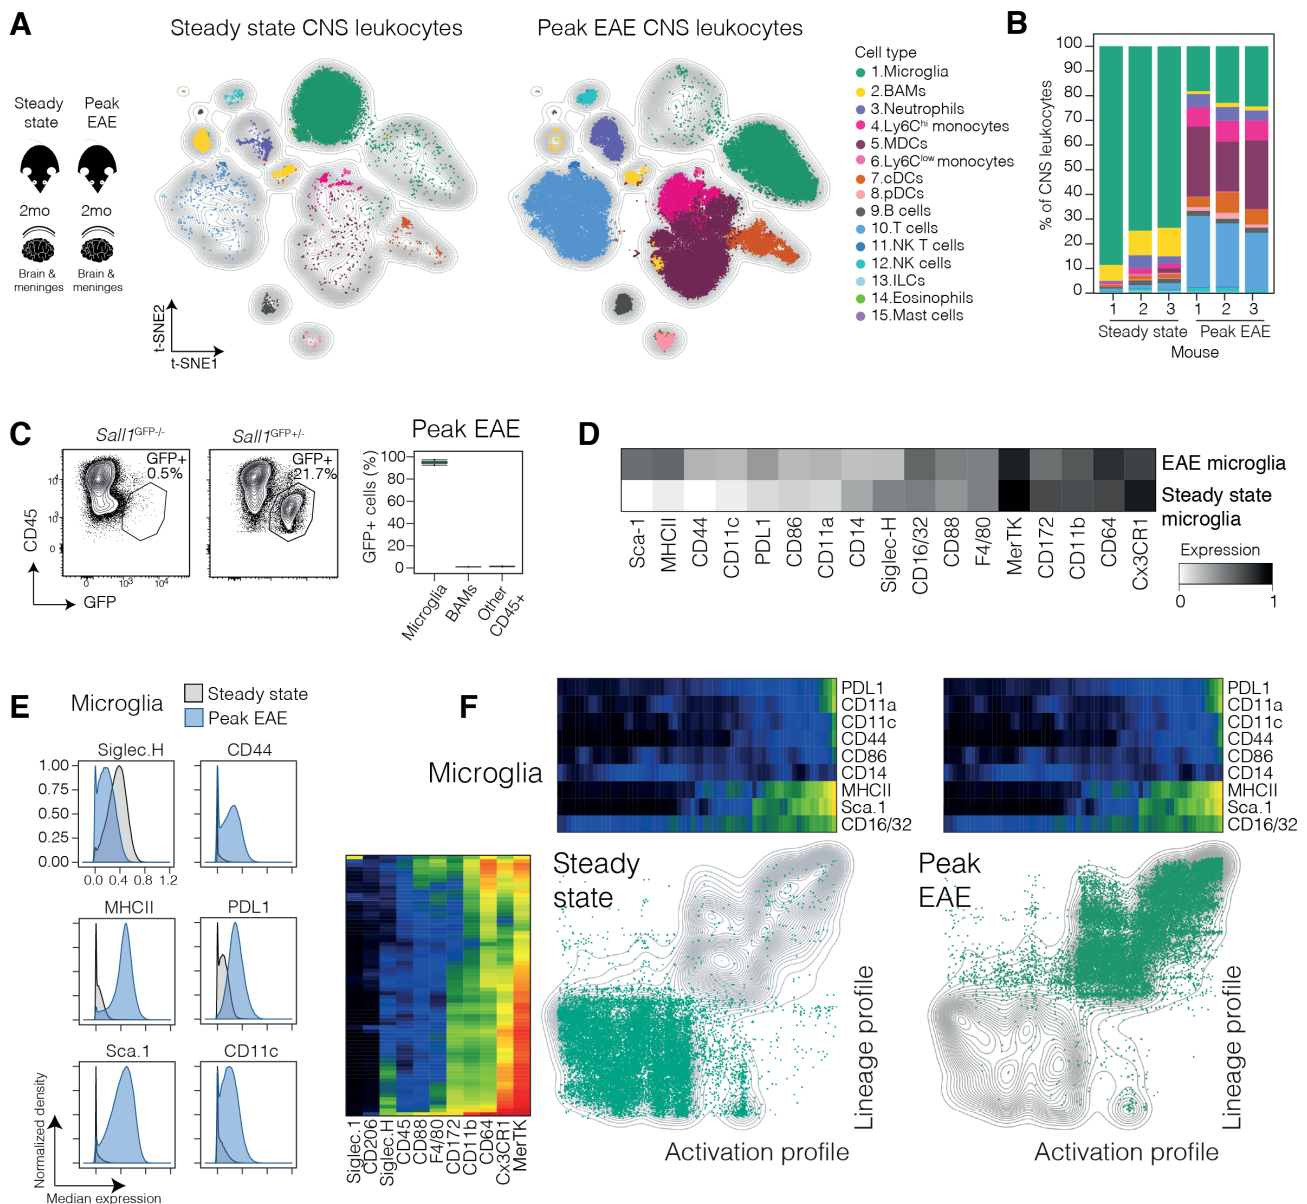 A
Steady state CNS leukocytes
Peak EAE CNS leukocytes
Steady
state
Peak
EAE
2mo
2mo
Brain &
meninges
Brain &
meninges
t-SNE2
t-SNE1
Cell type
1.Microglia
2.BAMs
3.Neutrophils
4.Ly6Chi monocytes
5.MDCs
6.Ly6Clow monocytes
7.cDCs
8.pDCs
9.B cells
10.T cells
11.NK T cells
12.NK cells
13.ILCs
14.Eosinophils
15.Mast cells
B
% of CNS leukocytes
100
90
80
70
60
50
40
30
20
10
0
1 2 3 1 2 3
Steady state Peak EAE
Mouse
C
Sall1GFP-/-
Sall1GFP+/-
GFP+
0.5%
GFP+
21.7%
CD45
GFP
10⁴
10³
0
0 10³ 10⁴
Peak EAE
GFP+ cells (%)
100
80
60
40
20
0
Microglia
BAMs
Other
CD45+
D
EAE microglia
Steady state
microglia
Sca-1
MHCII
CD44
CD11c
PDL1
CD86
CD11a
CD14
Siglec-H
CD16/32
CD88
F4/80
MerTK
CD172
CD11b
CD64
Cx3CR1
Expression
0 1
E
Microglia
Steady state
Peak EAE
Siglec.H
CD44
1.00
0.75
0.50
0.25
0.00
0.0 0.4 0.8 1.2
MHCII
PDL1
Sca.1
CD11c
Normalized density
Median expression
F
Microglia
PDL1
CD11a
CD11c
CD44
CD86
CD14
MHCII
Sca.1
CD16/32
PDL1
CD11a
CD11c
CD44
CD86
CD14
MHCII
Sca.1
CD16/32
Siglec.1
CD206
Siglec.H
CD45
CD88
F4/80
CD172
CD11b
CD64
Cx3CR1
MerTK
Steady
state
Lineage profile
Activation profile
Peak
EAE
Lineage profile
Activation profile